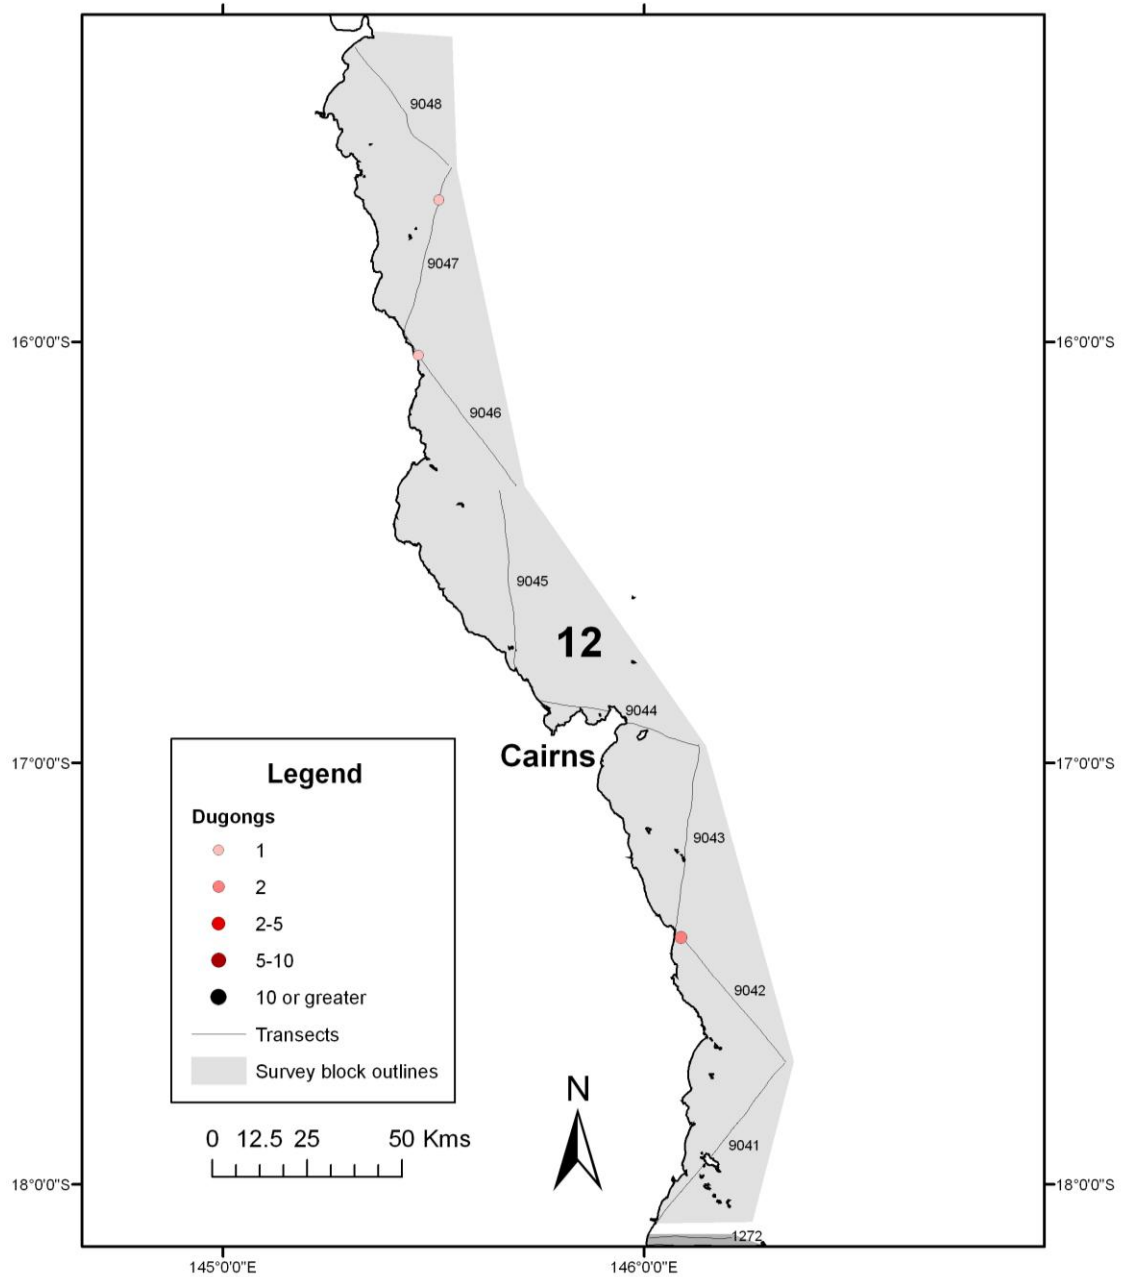 9048
9047
16°0'0"S
16°0'0"S
9046
9045
12
9044
Cairns
17°0'0"S
17°0'0"S
9043
Legend
Dugongs
1
2
2-5
5-10
10 or greater
Transects
Survey block outlines
9042
N
0 12.5 25 50 Kms
9041
18°0'0"S
18°0'0"S
1272
145°0'0"E
146°0'0"E